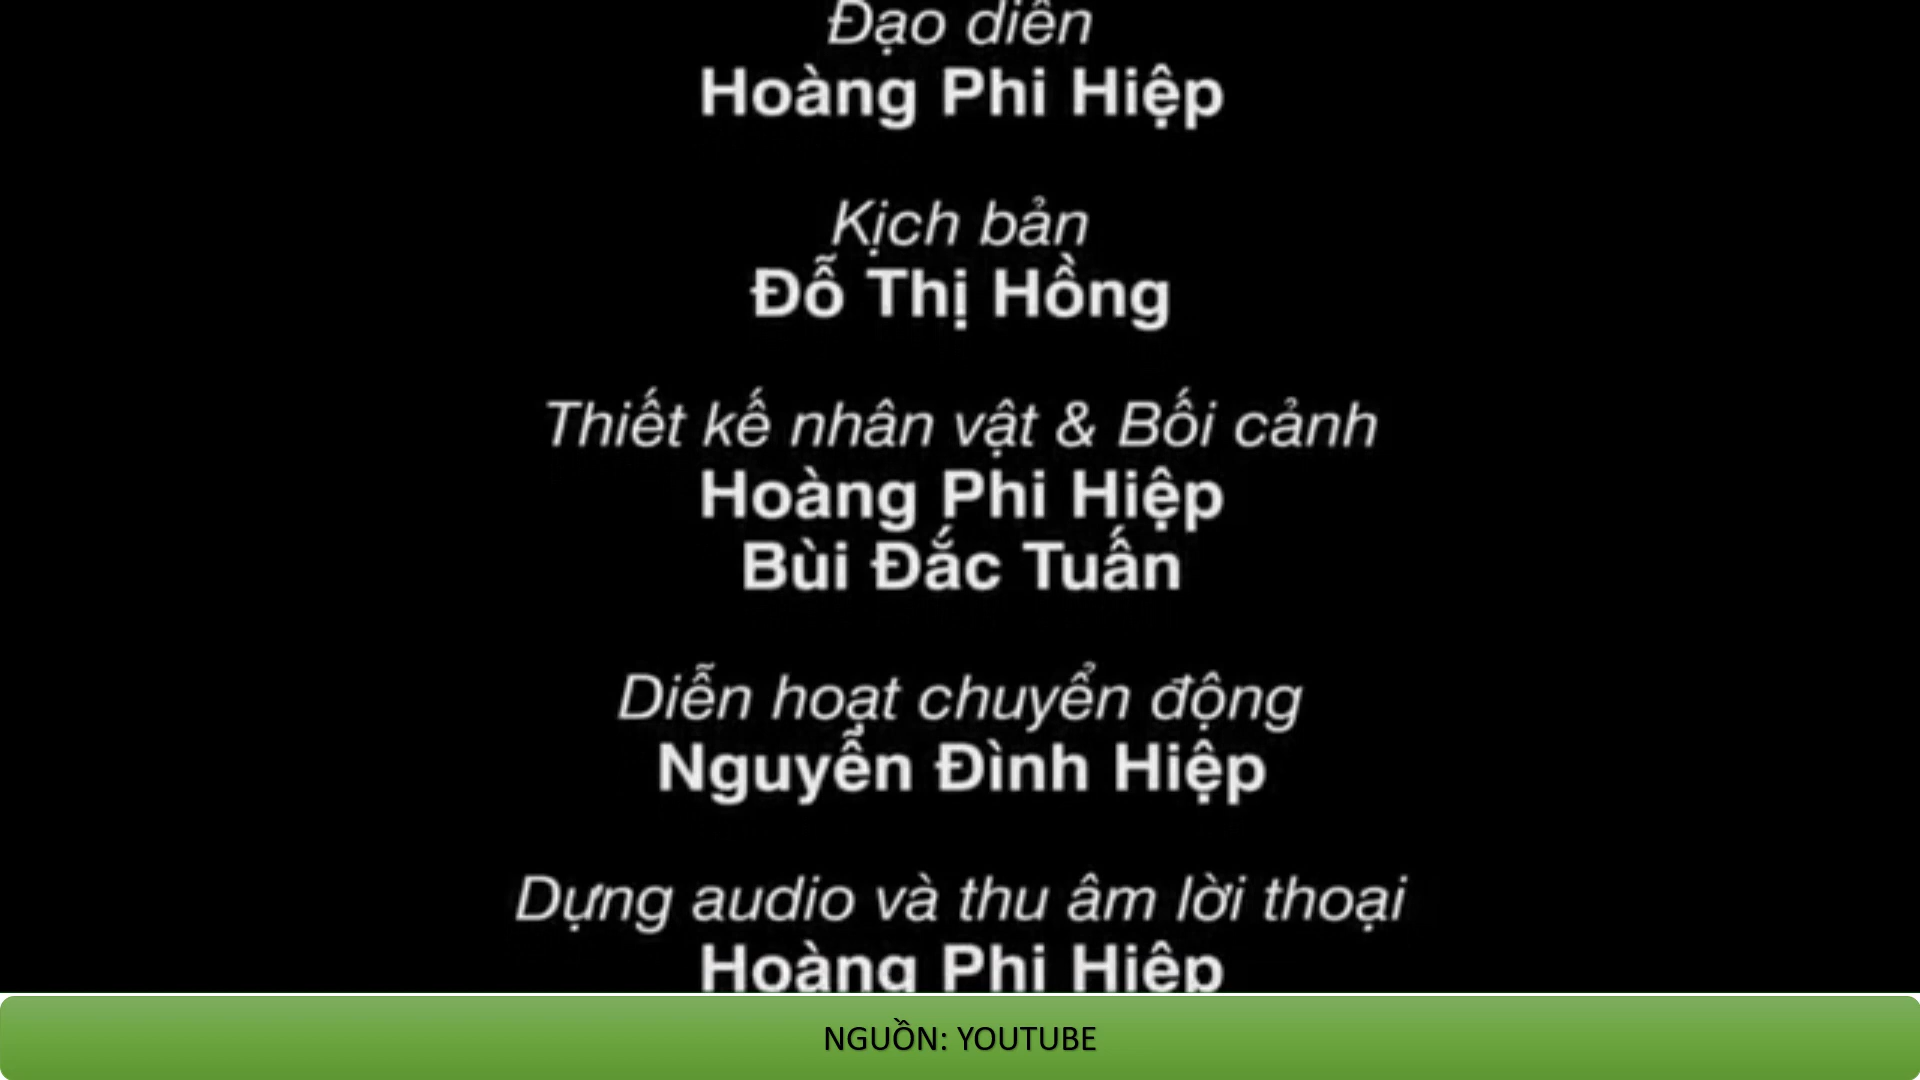 Đạo diễn
Hoàng Phi Hiệp
Kịch bản
Đỗ Thị Hồng
Thiết kế nhân vật & Bối cảnh
Hoàng Phi Hiệp
Bùi Đắc Tuấn
Diễn hoạt chuyển động
Nguyễn Đình Hiệp
Dựng audio và thu âm lời thoại
Hoàng Phi Hiệp
NGUỒN: YOUTUBE